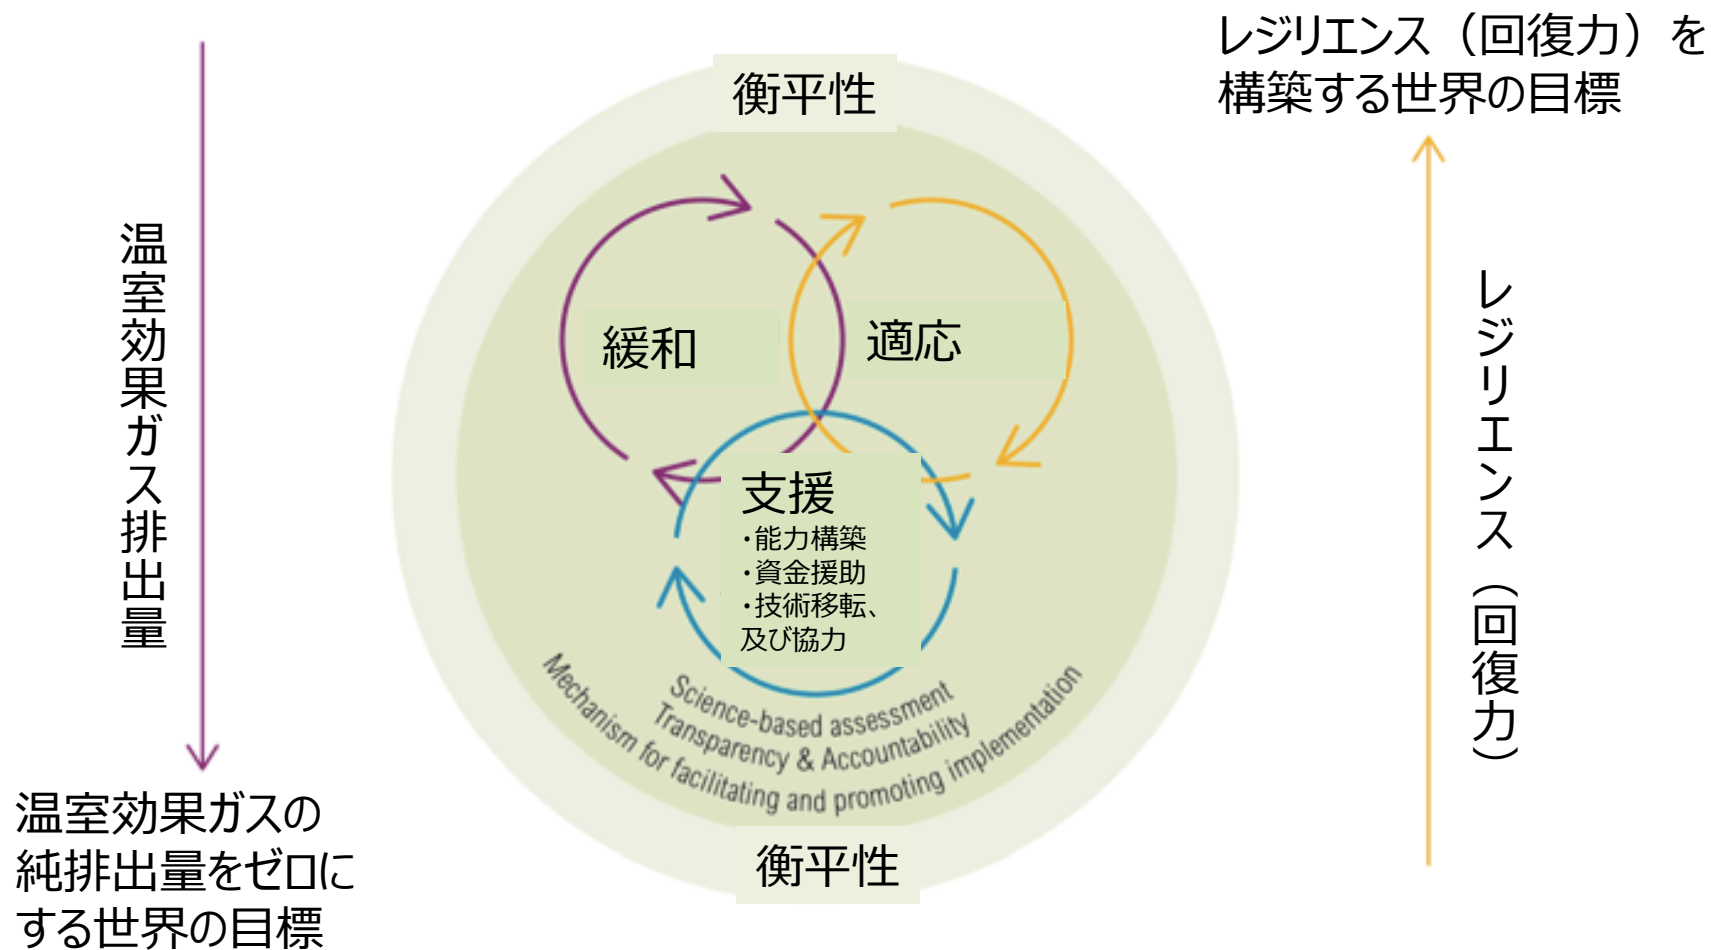 レジリエンス（回復力）を
構築する世界の目標
衡平性
温室効果ガス排出量
緩和
適応
レジリエンス（回復力）
支援
・能力構築
・資金援助
・技術移転、
及び協力
Science-based assessment
Transparency & Accountability
Mechanism for facilitating and promoting implementation
温室効果ガスの
純排出量をゼロに
する世界の目標
衡平性